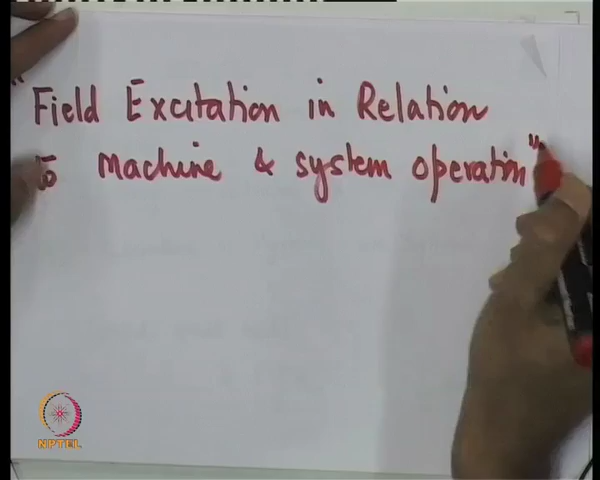 "Field Excitation in Relation
To machine & system operation"
NPTEL